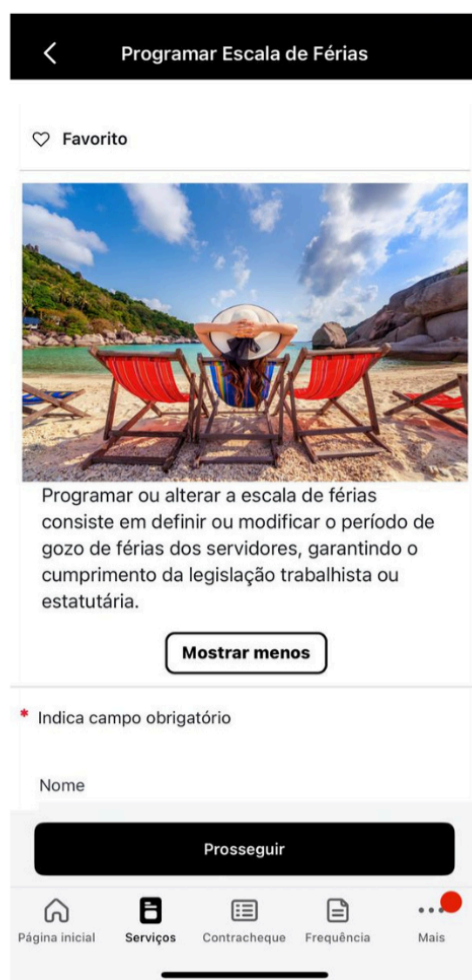 Programar Escala de Férias
Favorito
Programar ou alterar a escala de férias
consiste em definir ou modificar o período de
gozo de férias dos servidores, garantindo o
cumprimento da legislação trabalhista ou
estatutária.
Mostrar menos
* Indica campo obrigatório
Nome
Prosseguir
Página inicial Serviços Contracheque Frequência Mais